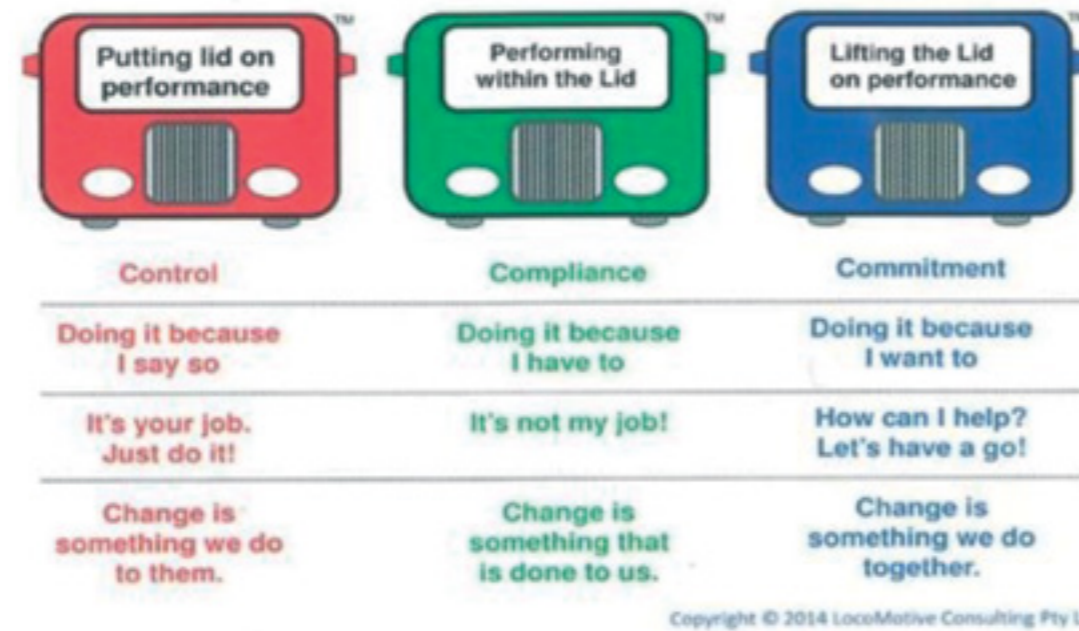 Putting lid on
performance
TM
Performing
within the Lid
TM
Lifting the Lid
on performance
Control
Compliance
Commitment
Doing it because
I say so
Doing it because
I have to
Doing it because
I want to
It's your job.
Just do it!
It's not my job!
How can I help?
Let's have a go!
Change is
something we do
to them.
Change is
something that
is done to us.
Change is
something we do
together.
Copyright © 2014 LocoMotive Consulting Pty